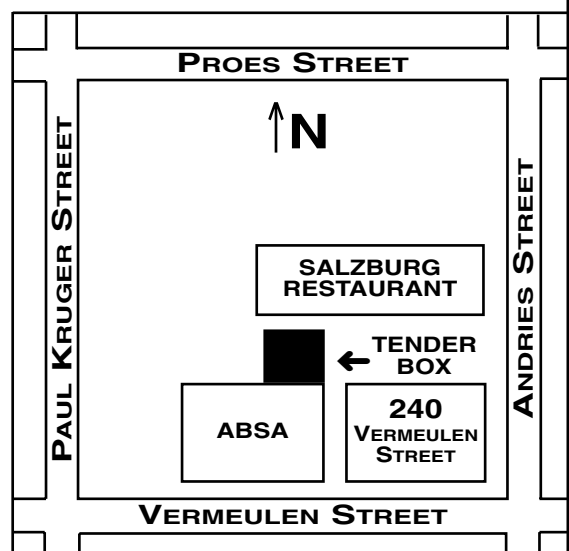 PROES STREET
N
PAUL KRUGER STREET
ANDRIES STREET
SALZBURG
RESTAURANT
TENDER
BOX
ABSA
240
VERMEULEN
STREET
VERMEULEN STREET